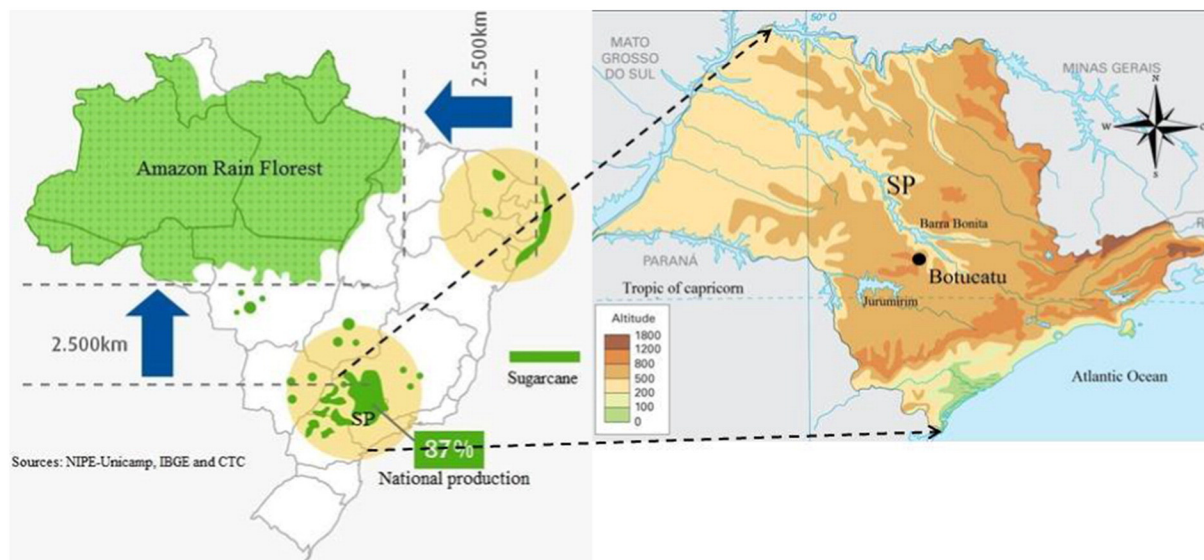 2.500km
Amazon Rain Florest
2.500km
Sugarcane
SP
87%
National production
Sources: NIPE-Unicamp, IBGE and CTC
50° O
MATO
GROSSO
DO SUL
MINAS GERAIS
N
W
S
SP
Barra Bonita
PARANÁ
Botucatu
Tropic of capricorn
Jurumirim
Altitude
1800
1200
800
500
200
100
0
Atlantic Ocean
R